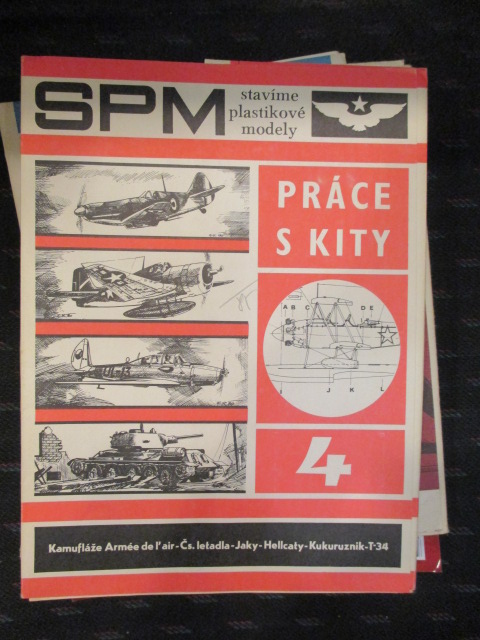 SPM
stavíme
plastikové
modely
PRÁCE
S KITY
A B C D E
J K L
4
Kamufláže Armée de l'air-Čs. letadla-Jaky-Hellcaty-Kukuruznik-T-34